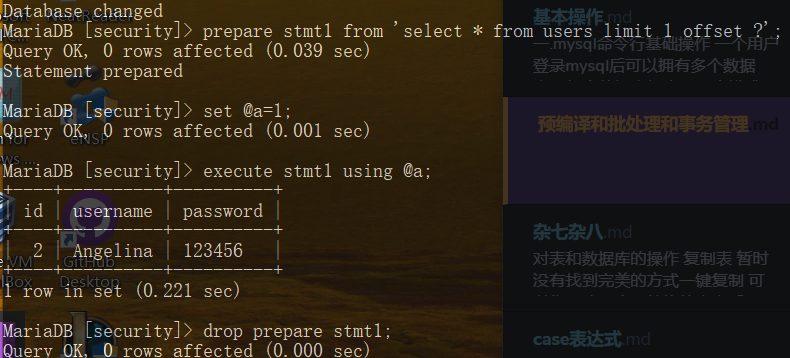 Database changed
MariaDB [security]> prepare stmt1 from 'select * from users limit 1 offset ?';
Query OK, 0 rows affected (0.039 sec)
Statement prepared
MariaDB [security]> set @a=1;
Query OK, 0 rows affected (0.001 sec)
MariaDB [security]> execute stmt1 using @a;
+----+----------+----------+
| id | username | password |
+----+----------+----------+
| 2 | Angelina | 123456 |
+----+----------+----------+
1 row in set (0.221 sec)
MariaDB [security]> drop prepare stmt1;
Query OK, 0 rows affected (0.000 sec)
eNSP
GitHub
Desktop
基本操作.md
一.mysql命令行基础操作 一个用户
登录mysql后可以拥有多个数据
预编译和批处理和事务管理.md
杂七杂八.md
对表和数据库的操作 复制表 暂时
没有找到完美的方式一键复制 可
case表达式.md